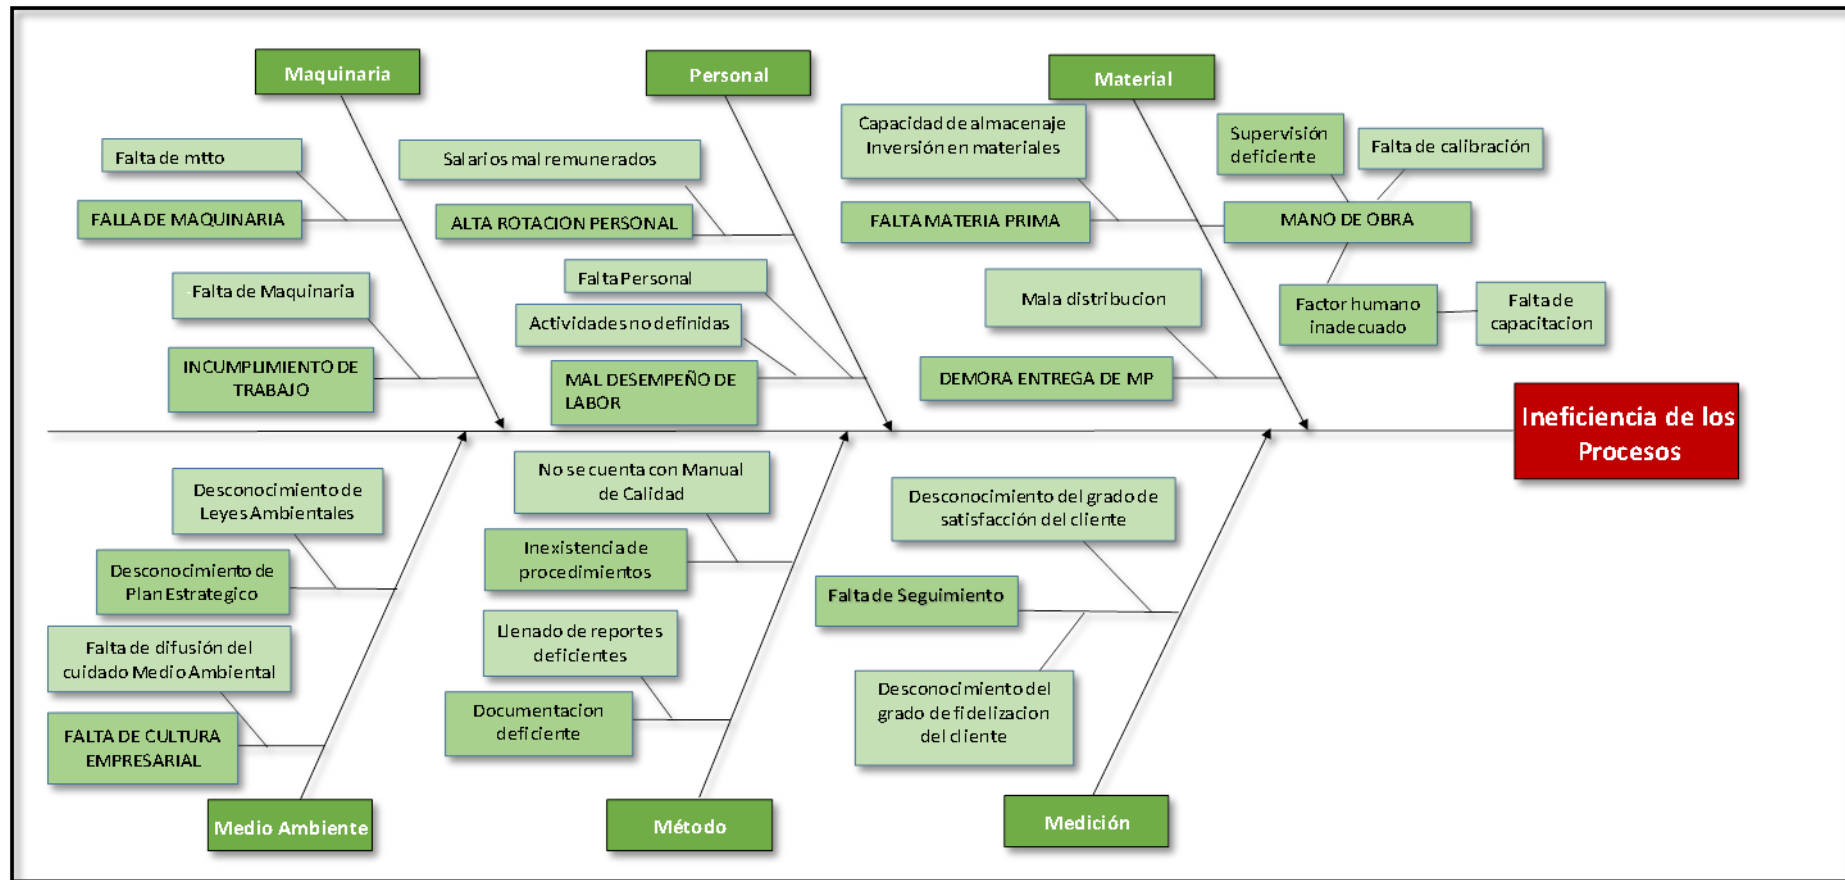 Maquinaria
Personal
Material
Falta de mtto
FALLA DE MAQUINARIA
-Falta de Maquinaria
INCUMPLIMIENTO DE
TRABAJO
Salarios mal remunerados
ALTA ROTACION PERSONAL
Falta Personal
Actividades no definidas
MAL DESEMPEÑO DE
LABOR
Capacidad de almacenaje
Inversión en materiales
FALTA MATERIA PRIMA
Mala distribucion
DEMORA ENTREGA DE MP
Supervisión
deficiente
Falta de calibración
MANO DE OBRA
Factor humano
inadecuado
Falta de
capacitacion
Ineficiencia de los
Procesos
Desconocimiento de
Leyes Ambientales
Desconocimiento de
Plan Estrategico
Falta de difusión del
cuidado Medio Ambiental
FALTA DE CULTURA
EMPRESARIAL
No se cuenta con Manual
de Calidad
Inexistencia de
procedimientos
Llenado de reportes
deficientes
Documentacion
deficiente
Desconocimiento del grado de
satisfacción del cliente
Falta de Seguimiento
Desconocimiento del
grado de fidelizacion
del cliente
Medio Ambiente
Método
Medición